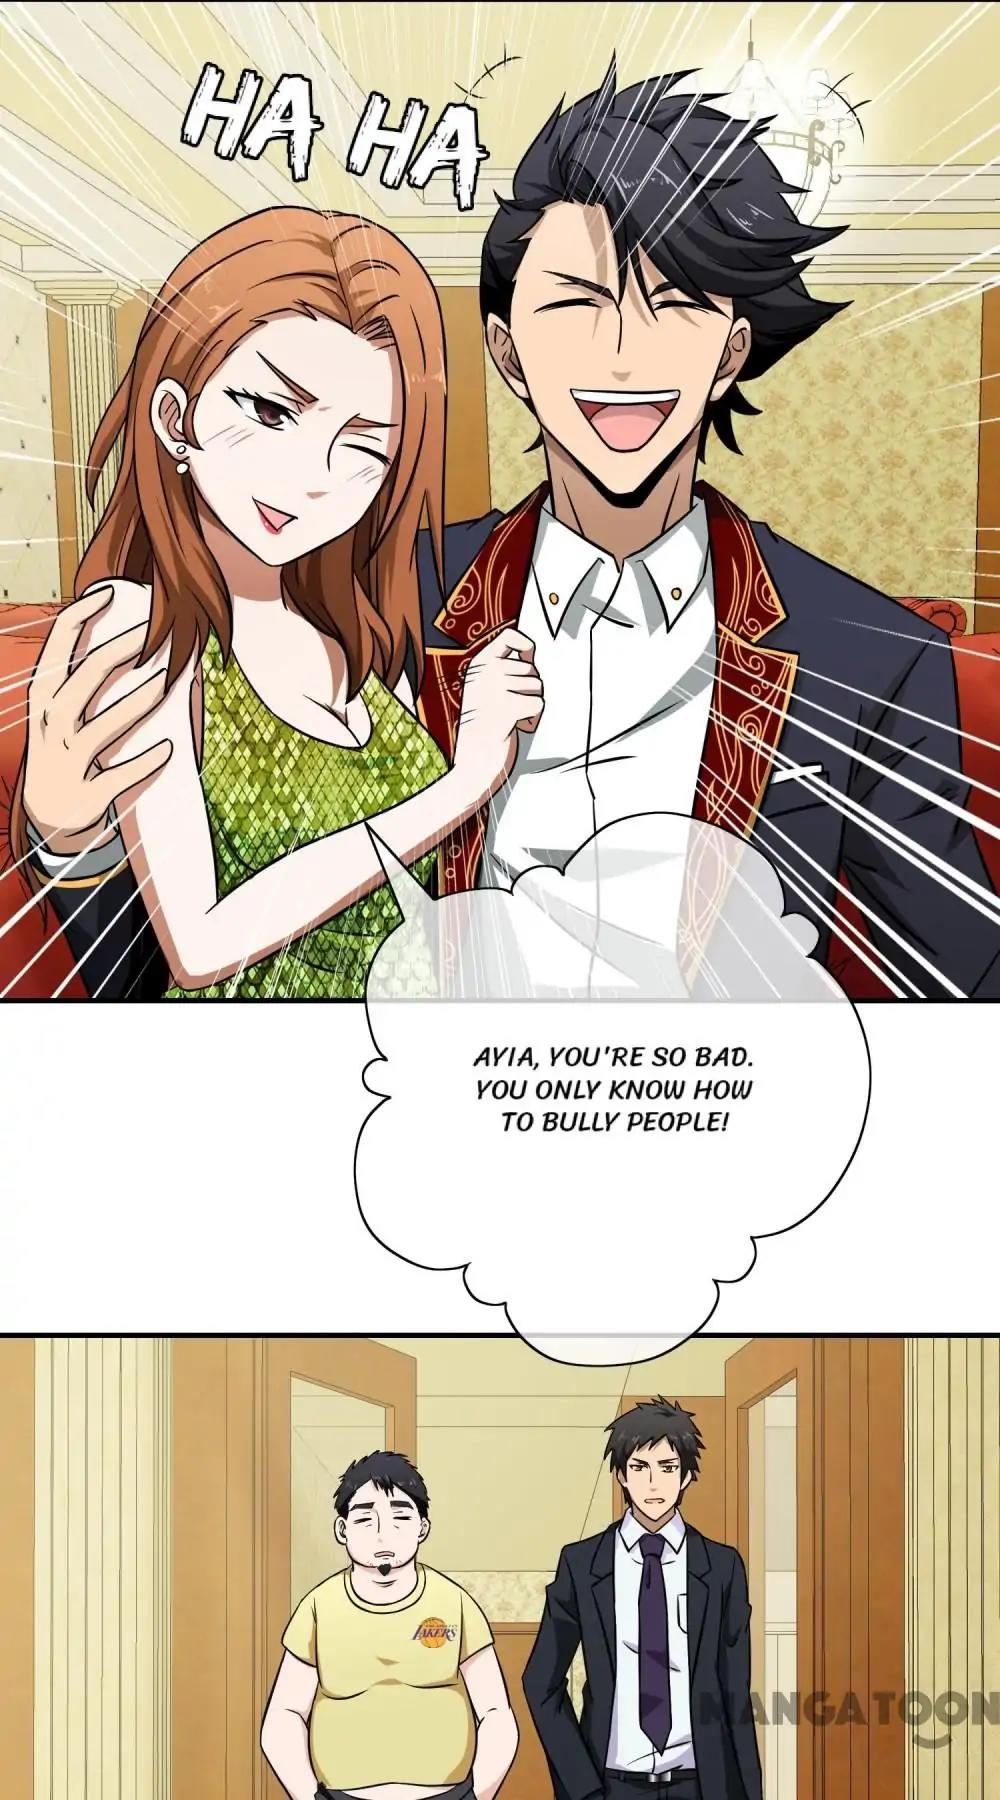 HA HA
AYIA, YOU'RE SO BAD.
YOU ONLY KNOW HOW
TO BULLY PEOPLE!
LAKERS
MANGATOON